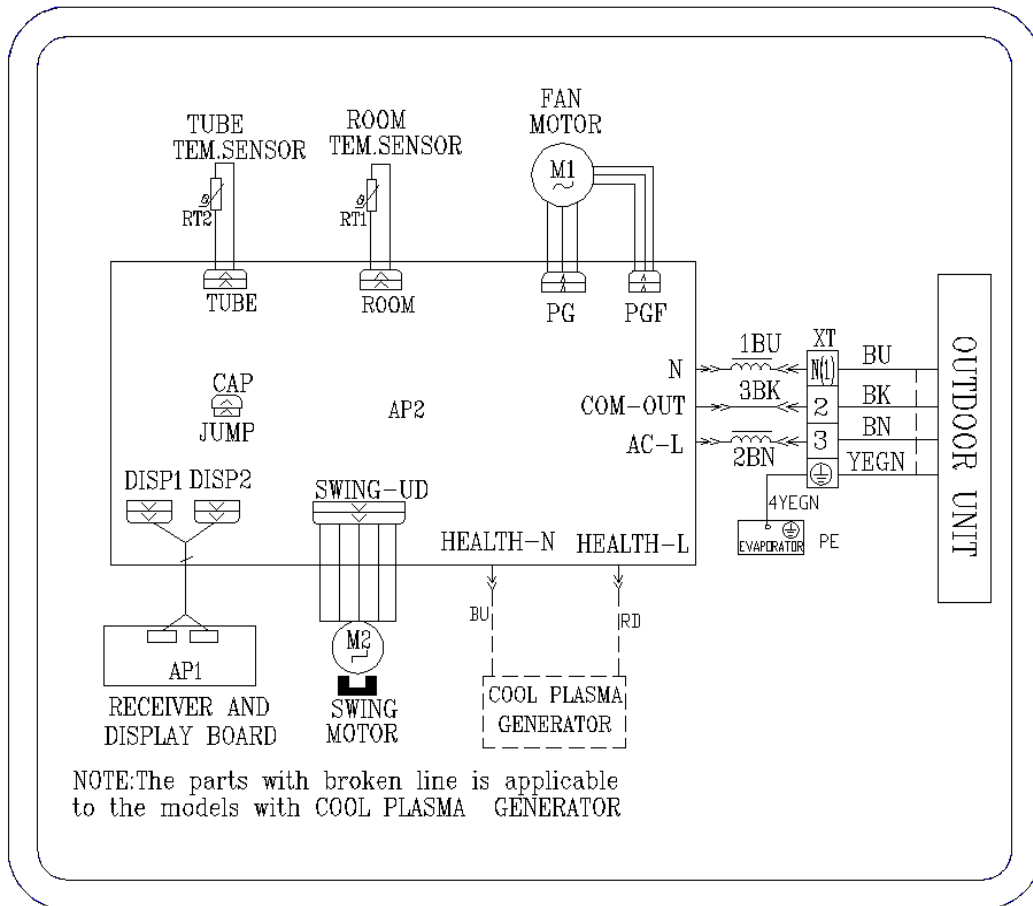 TUBE
TEM.SENSOR
ROOM
TEM.SENSOR
FAN
MOTOR
M1
RT2
RT1
TUBE
ROOM
PG
PGF
1BU
XT
N
N(1)
BU
CAP
JUMP
AP2
COM-OUT
3BK
2
BK
AC-L
2BN
3
BN
YEGN
OUTDOOR UNIT
DISP1
DISP2
SWING-UD
4YEGN
EVAPORATOR
PE
HEALTH-N
HEALTH-L
BU
RD
M2
AP1
COOL PLASMA
GENERATOR
RECEIVER AND
DISPLAY BOARD
SWING
MOTOR
NOTE:The parts with broken line is applicable
to the models with COOL PLASMA GENERATOR